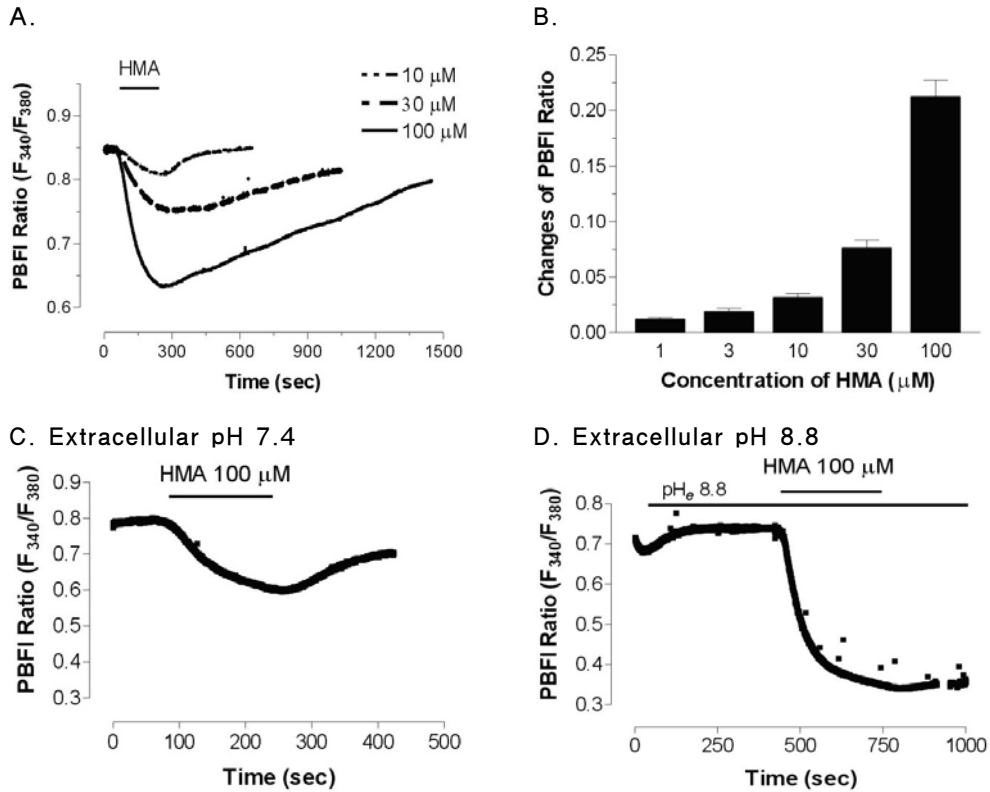 A.
HMA
10 μM
30 μM
100 μM
PBFI Ratio (F340/F380)
0.9
0.8
0.7
0.6
0 300 600 900 1200 1500
Time (sec)
B.
Changes of PBFI Ratio
0.25
0.20
0.15
0.10
0.05
0.00
1 3 10 30 100
Concentration of HMA (μM)
C. Extracellular pH 7.4
HMA 100 μM
PBFI Ratio (F340/F380)
0.9
0.8
0.7
0.6
0.5
0.4
0.3
0 100 200 300 400 500
Time (sec)
D. Extracellular pH 8.8
HMA 100 μM
pHe 8.8
PBFI Ratio (F340/F380)
0.8
0.7
0.6
0.5
0.4
0.3
0 250 500 750 1000
Time (sec)